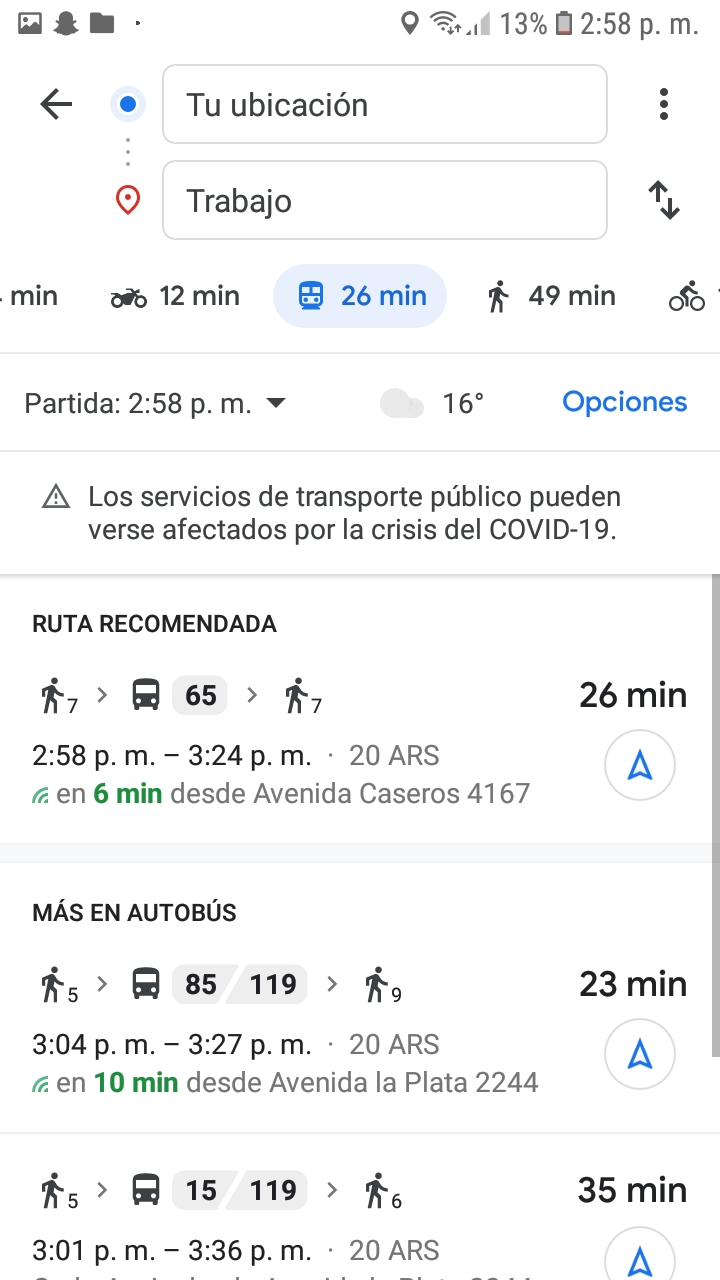 13% 2:58 p. m.
Tu ubicación
Trabajo
min 12 min 26 min 49 min
Partida: 2:58 p. m. 16° Opciones
Los servicios de transporte público pueden
verse afectados por la crisis del COVID-19.
RUTA RECOMENDADA
7 65 7 26 min
2:58 p. m. – 3:24 p. m. · 20 ARS
en 6 min desde Avenida Caseros 4167
MÁS EN AUTOBÚS
5 85 / 119 9 23 min
3:04 p. m. – 3:27 p. m. · 20 ARS
en 10 min desde Avenida la Plata 2244
5 15 / 119 6 35 min
3:01 p. m. – 3:36 p. m. · 20 ARS